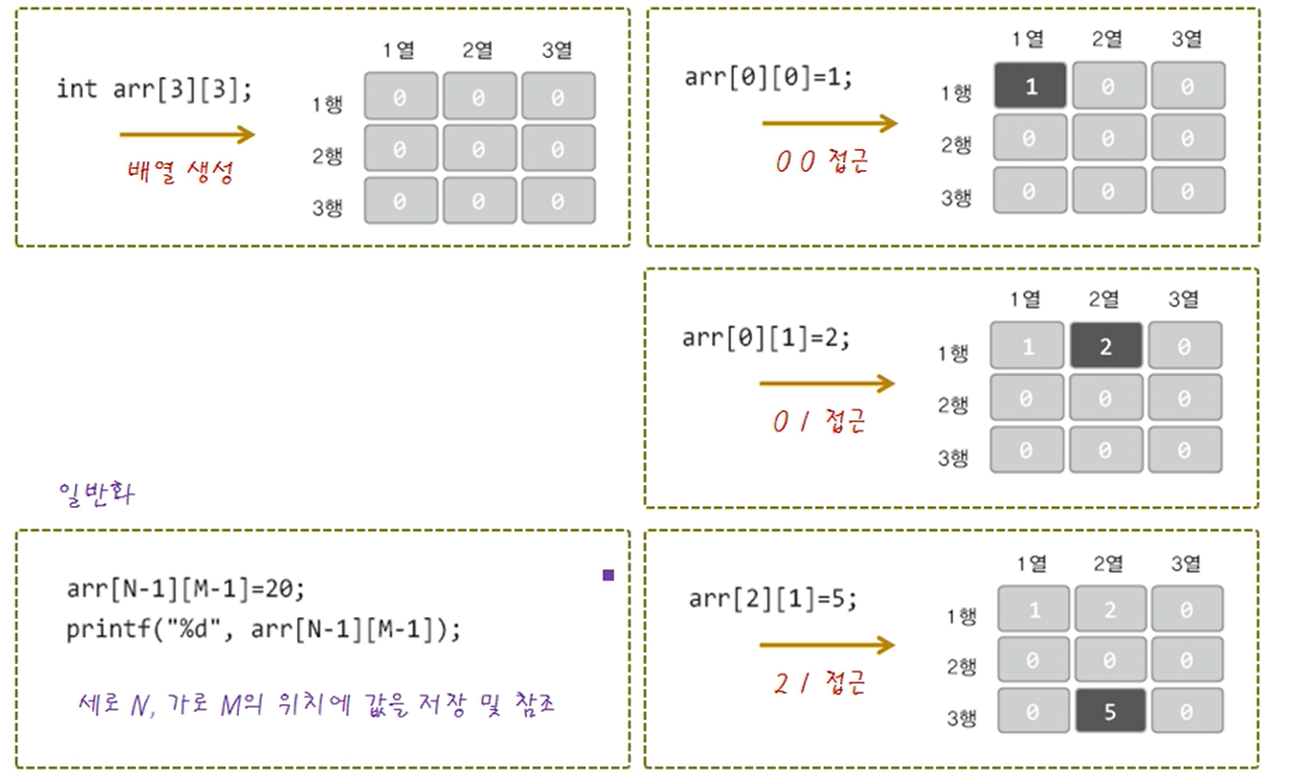 int arr[3][3];
배열 생성
1열 2열 3열
1행 0 0 0
2행 0 0 0
3행 0 0 0
arr[0][0]=1;
0 0 접근
1열 2열 3열
1행 1 0 0
2행 0 0 0
3행 0 0 0
arr[0][1]=2;
0 1 접근
1열 2열 3열
1행 1 2 0
2행 0 0 0
3행 0 0 0
일반화
arr[N-1][M-1]=20;
printf("%d", arr[N-1][M-1]);
세로 N, 가로 M의 위치에 값을 저장 및 참조
arr[2][1]=5;
2 1 접근
1열 2열 3열
1행 1 2 0
2행 0 0 0
3행 0 5 0